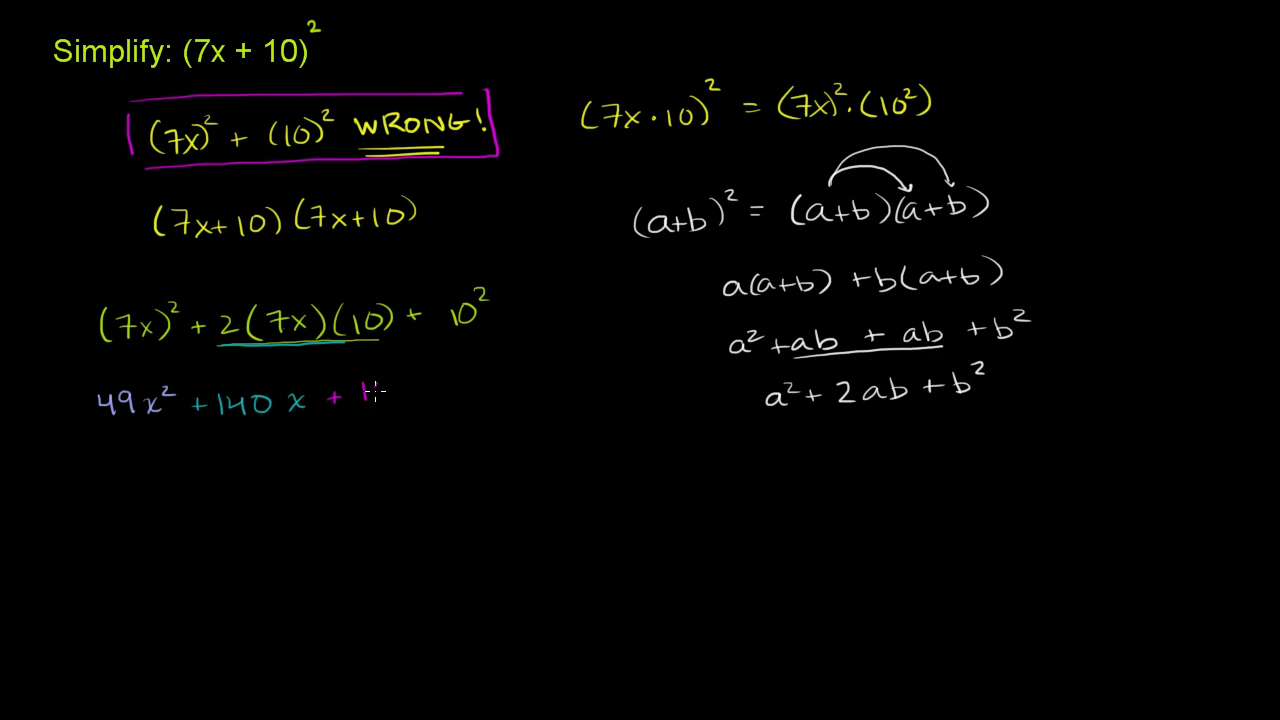 Simplify: (7x + 10)²
(7x)² + (10)² WRONG!
(7x+10)(7x+10)
(7x)² + 2(7x)(10) + 10²
49x² + 140x + 1
(7x · 10)² = (7x)² · (10²)
(a+b)² = (a+b)(a+b)
a(a+b) + b(a+b)
a² + ab + ab + b²
a² + 2ab + b²